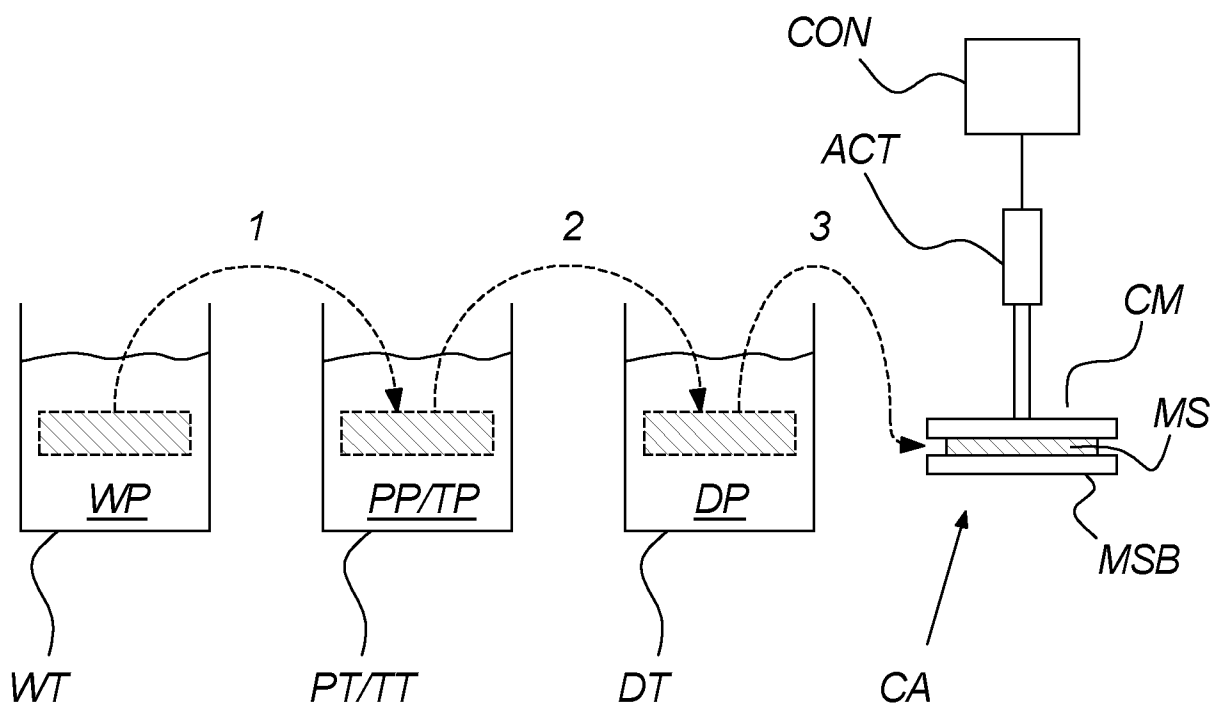 CON
ACT
1 2 3
CM
MS
WP PP/TP DP
MSB
WT PT/TT DT CA